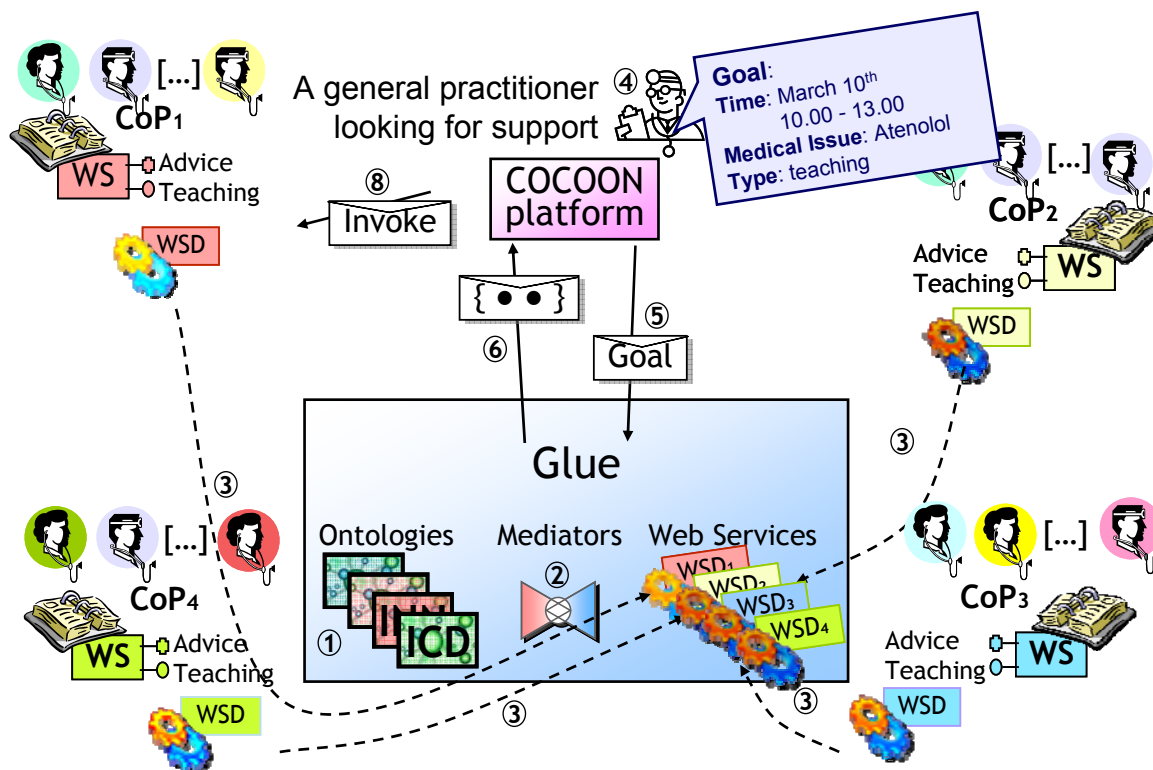 [...]
CoP1
WS
Advice
Teaching
WSD
A general practitioner
looking for support
④
Goal:
Time: March 10th
10.00 - 13.00
Medical Issue: Atenolol
Type: teaching
[...]
CoP2
Advice
Teaching
WS
WSD
⑧
Invoke
COCOON
platform
{ • • }
⑥
⑤
Goal
③
③
Glue
Ontologies
Mediators
Web Services
①
INN
ICD
②
WSD1
WSD2
WSD3
WSD4
[...]
CoP4
WS
Advice
Teaching
WSD
③
[...]
CoP3
Advice
Teaching
WS
③
WSD